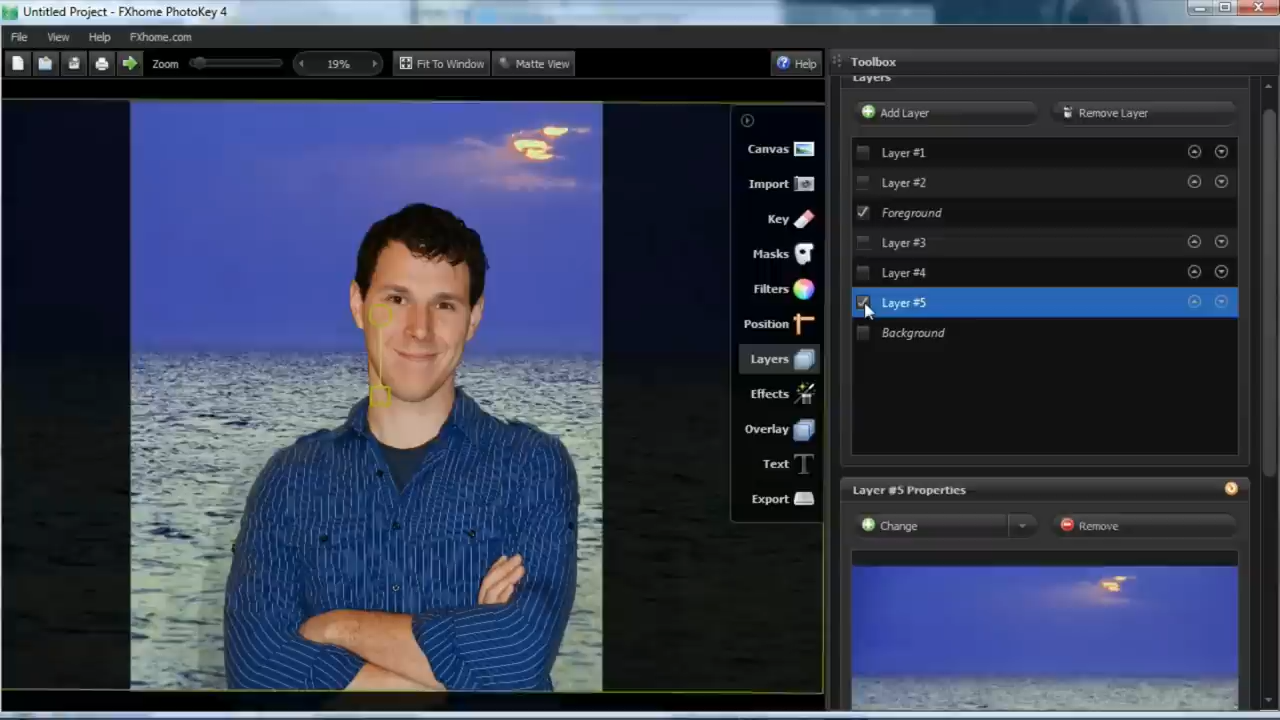 Untitled Project - FXhome PhotoKey 4
File View Help FXhome.com
Zoom 19% Fit To Window Matte View Help
Toolbox
Layers
Add Layer Remove Layer
Layer #1
Layer #2
Foreground
Layer #3
Layer #4
Layer #5
Background
Canvas
Import
Key
Masks
Filters
Position
Layers
Effects
Overlay
Text
Export
Layer #5 Properties
Change Remove